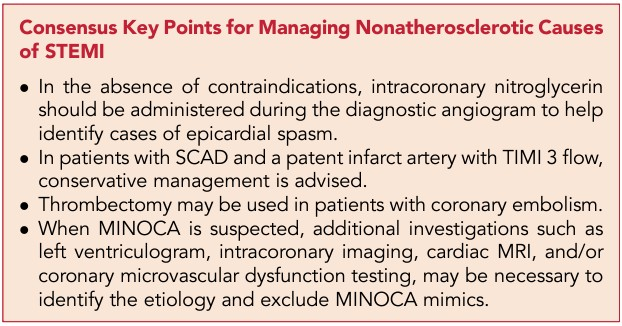 Consensus Key Points for Managing Nonatherosclerotic Causes
of STEMI
• In the absence of contraindications, intracoronary nitroglycerin
should be administered during the diagnostic angiogram to help
identify cases of epicardial spasm.
• In patients with SCAD and a patent infarct artery with TIMI 3 flow,
conservative management is advised.
• Thrombectomy may be used in patients with coronary embolism.
• When MINOCA is suspected, additional investigations such as
left ventriculogram, intracoronary imaging, cardiac MRI, and/or
coronary microvascular dysfunction testing, may be necessary to
identify the etiology and exclude MINOCA mimics.